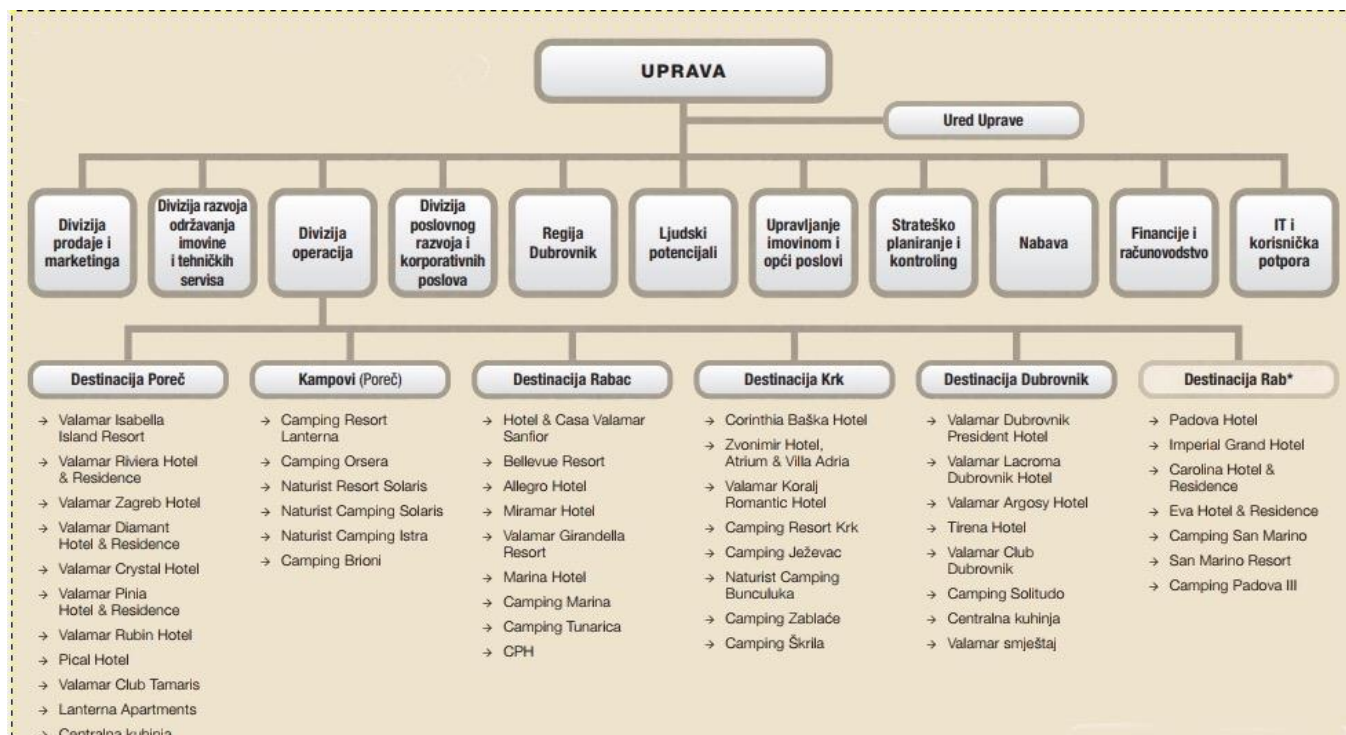 UPRAVA
Ured Uprave
Divizija
prodaje i
marketinga
Divizija razvoja
održavanja
imovine
i tehničkih
servisa
Divizija
operacija
Divizija
poslovnog
razvoja i
korporativnih
poslova
Regija
Dubrovnik
Ljudski
potencijali
Upravljanje
imovinom i
opći poslovi
Strateško
planiranje i
kontroling
Nabava
Financije i
računovodstvo
IT i
korisnička
potpora
Destinacija Poreč
→ Valamar Isabella
Island Resort
→ Valamar Riviera Hotel
& Residence
→ Valamar Zagreb Hotel
→ Valamar Diamant
Hotel & Residence
→ Valamar Crystal Hotel
→ Valamar Pinia
Hotel & Residence
→ Valamar Rubin Hotel
→ Pical Hotel
→ Valamar Club Tamaris
→ Lanterna Apartments
→ Centralna kuhinja
Kampovi (Poreč)
→ Camping Resort
Lanterna
→ Camping Orsera
→ Naturist Resort Solaris
→ Naturist Camping Solaris
→ Naturist Camping Istra
→ Camping Brioni
Destinacija Rabac
→ Hotel & Casa Valamar
Sanfior
→ Bellevue Resort
→ Allegro Hotel
→ Miramar Hotel
→ Valamar Girandella
Resort
→ Marina Hotel
→ Camping Marina
→ Camping Tunarica
→ CPH
Destinacija Krk
→ Corinthia Baška Hotel
→ Zvonimir Hotel,
Atrium & Villa Adria
→ Valamar Koralj
Romantic Hotel
→ Camping Resort Krk
→ Camping Ježevac
→ Naturist Camping
Bunculuka
→ Camping Zablaće
→ Camping Škrila
Destinacija Dubrovnik
→ Valamar Dubrovnik
President Hotel
→ Valamar Lacroma
Dubrovnik Hotel
→ Valamar Argosy Hotel
→ Tirena Hotel
→ Valamar Club
Dubrovnik
→ Camping Solitudo
→ Centralna kuhinja
→ Valamar smještaj
Destinacija Rab*
→ Padova Hotel
→ Imperial Grand Hotel
→ Carolina Hotel &
Residence
→ Eva Hotel & Residence
→ Camping San Marino
→ San Marino Resort
→ Camping Padova III